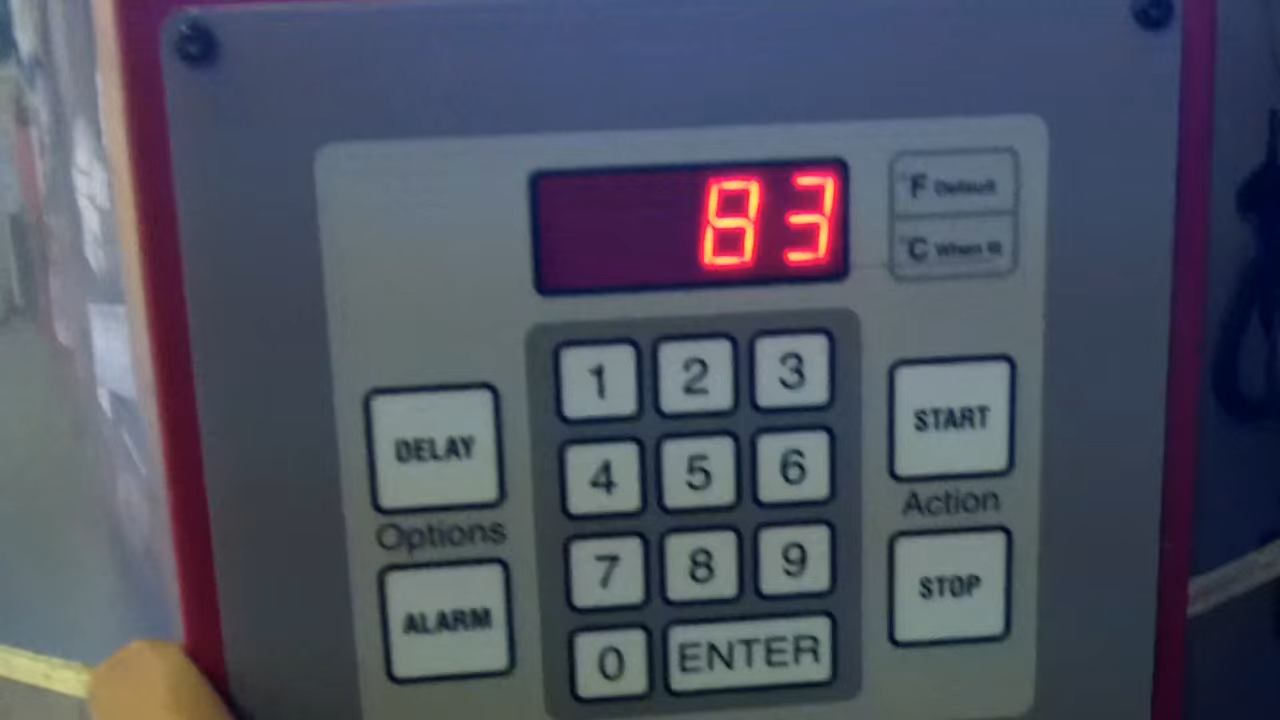 83
°F Default
°C When lit
1 2 3
DELAY
START
4 5 6
Options
Action
7 8 9
ALARM
STOP
0 ENTER